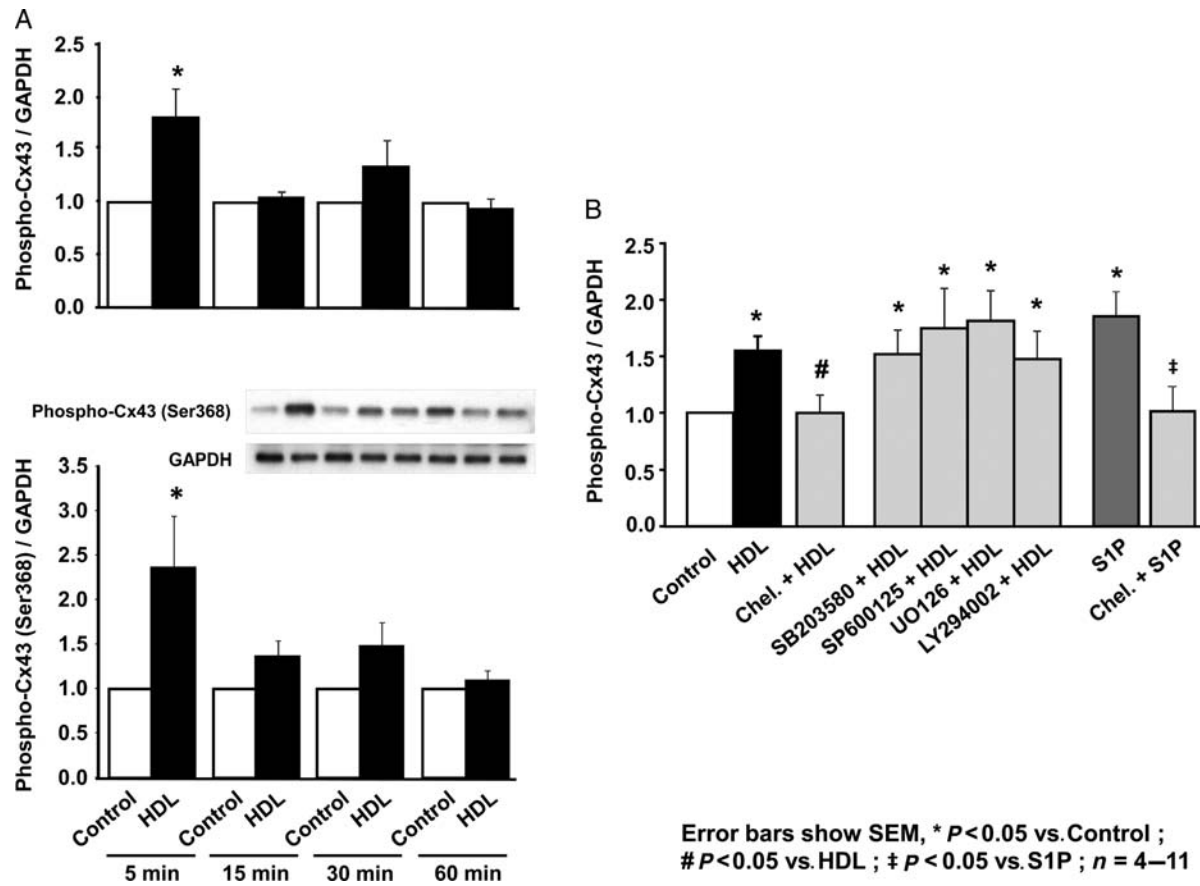 A
Phospho-Cx43 / GAPDH
2.5
2.0
1.5
1.0
0.5
0.0
*
Phospho-Cx43 (Ser368)
GAPDH
Phospho-Cx43 (Ser368) / GAPDH
3.5
3.0
2.5
2.0
1.5
1.0
0.5
0.0
*
Control HDL Control HDL Control HDL Control HDL
5 min 15 min 30 min 60 min
B
Phospho-Cx43 / GAPDH
2.5
2.0
1.5
1.0
0.5
0.0
* # * * * * * ‡
Control
HDL
Chel. + HDL
SB203580 + HDL
SP600125 + HDL
UO126 + HDL
LY294002 + HDL
S1P
Chel. + S1P
Error bars show SEM, * P<0.05 vs. Control ;
# P<0.05 vs. HDL ; ‡ P<0.05 vs. S1P ; n = 4–11